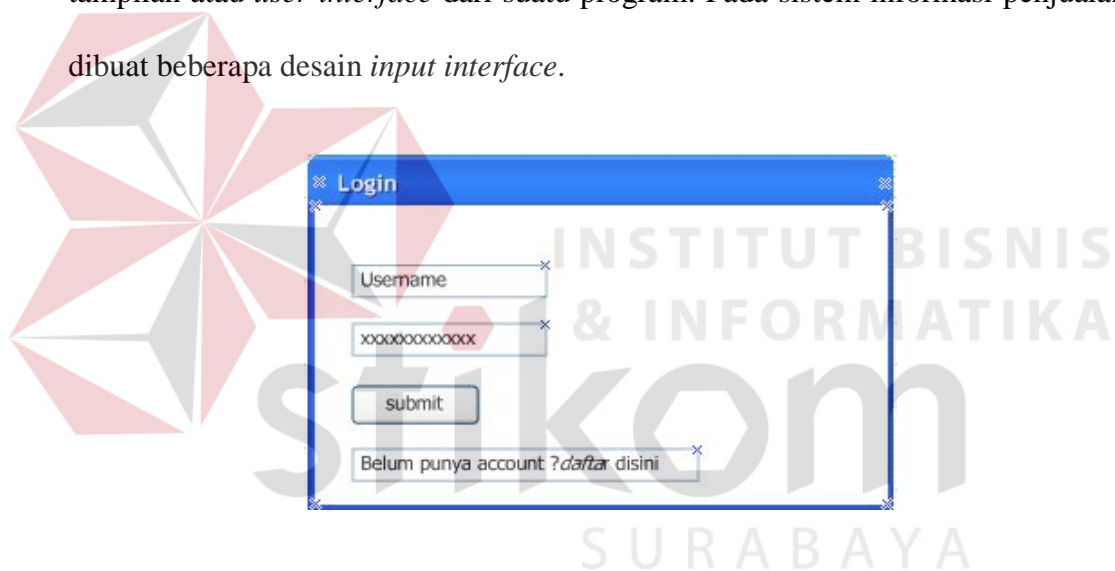 tampilan atau user interface dari suatu program. Pada sistem informasi penjualan
dibuat beberapa desain input interface.
Login
Username
xxxxxxxxxxxx
submit
Belum punya account ?daftar disini
INSTITUT BISNIS
& INFORMATIKA
stikom
SURABAYA